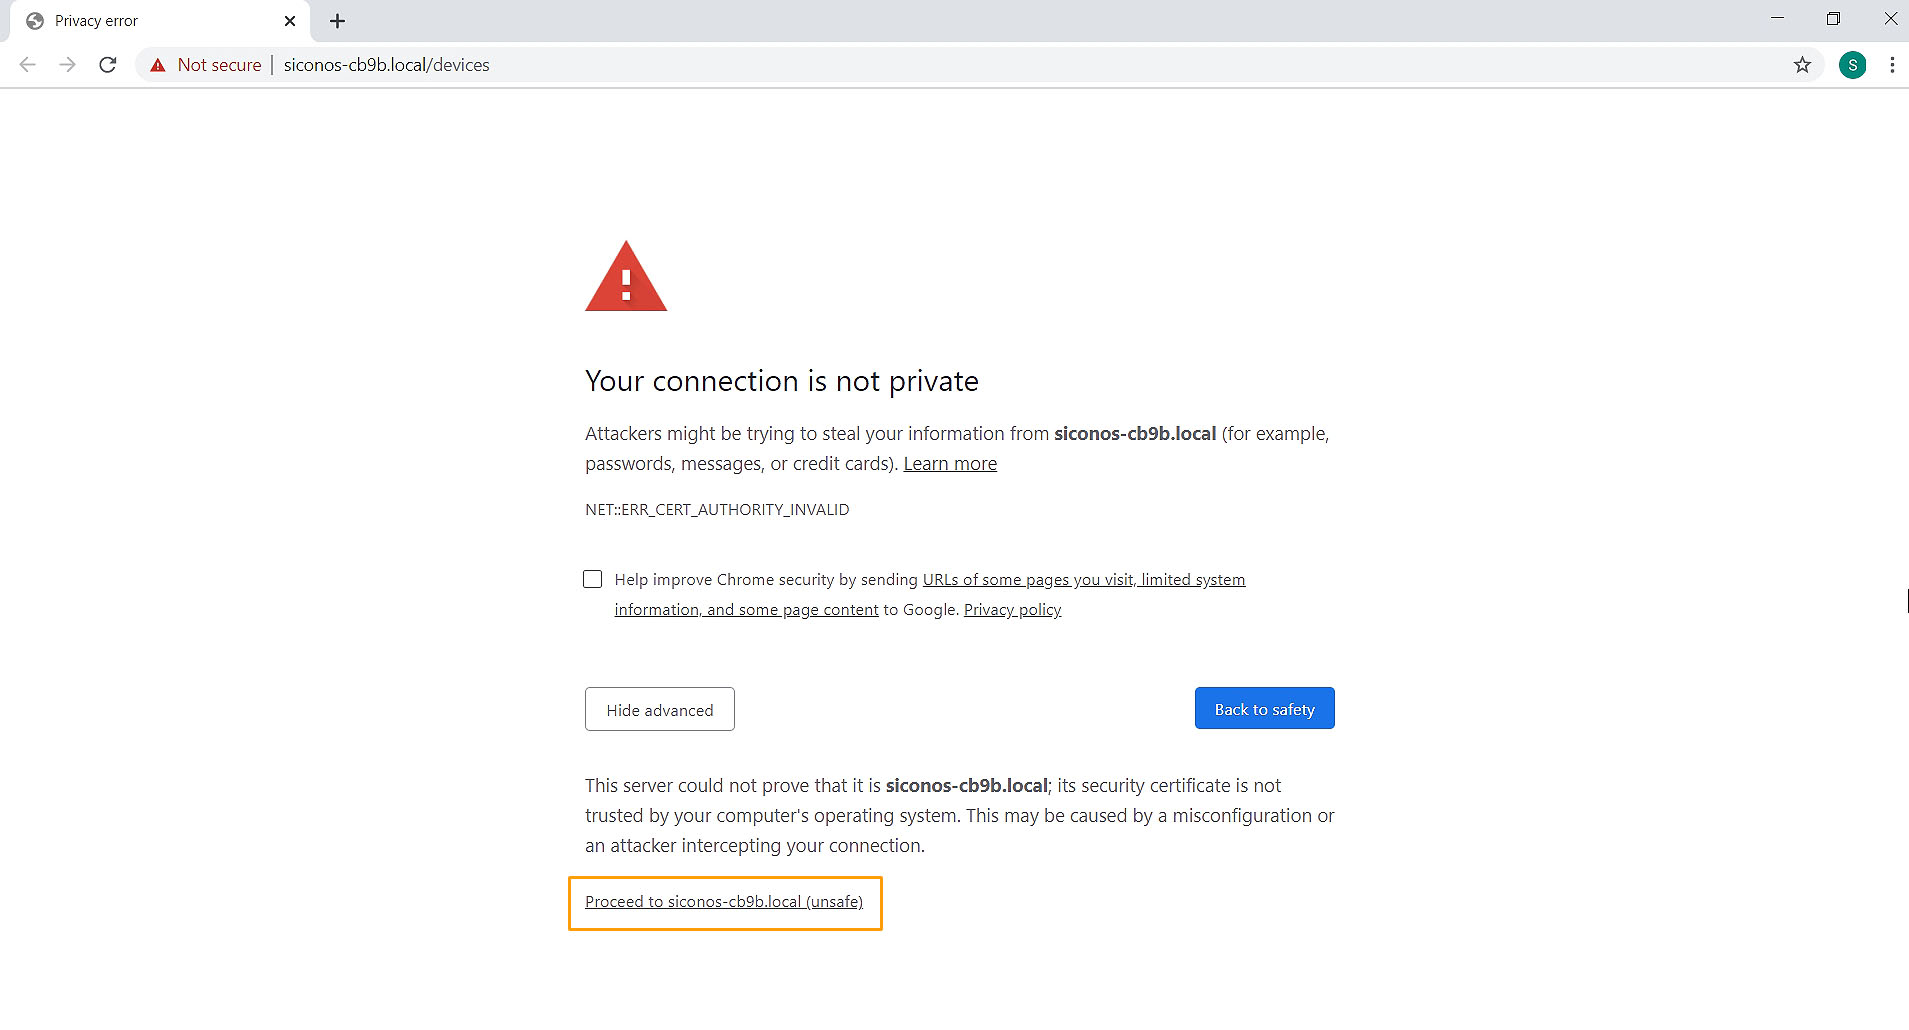 Privacy error
Not secure | siconos-cb9b.local/devices
S
Your connection is not private
Attackers might be trying to steal your information from siconos-cb9b.local (for example,
passwords, messages, or credit cards). Learn more
NET::ERR_CERT_AUTHORITY_INVALID
Help improve Chrome security by sending URLs of some pages you visit, limited system
information, and some page content to Google. Privacy policy
Hide advanced
Back to safety
This server could not prove that it is siconos-cb9b.local; its security certificate is not
trusted by your computer's operating system. This may be caused by a misconfiguration or
an attacker intercepting your connection.
Proceed to siconos-cb9b.local (unsafe)